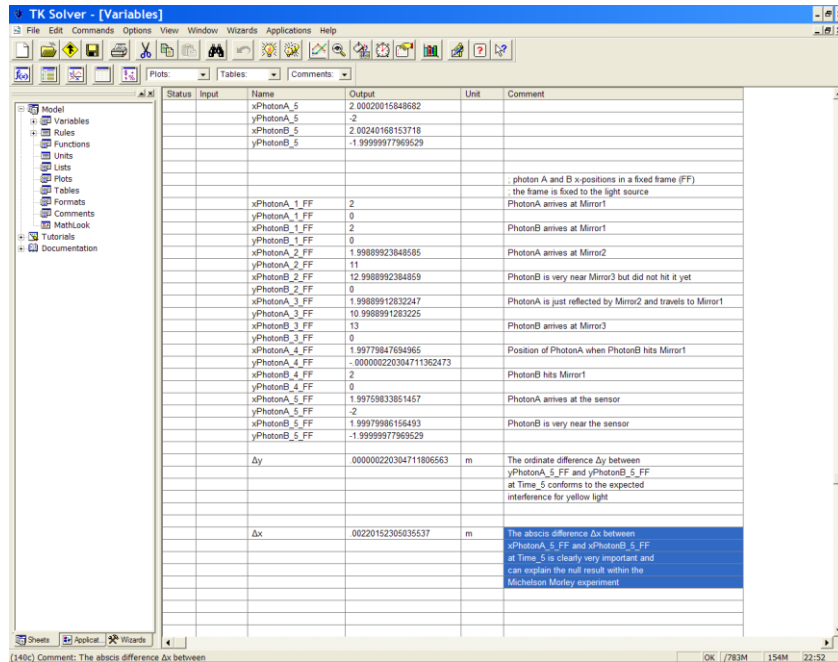 TK Solver - [Variables]
File Edit Commands Options View Window Wizards Applications Help
Plots: Tables: Comments:
Model
Variables
Rules
Functions
Units
Lists
Plots
Tables
Formats
Comments
MathLook
Tutorials
Documentation
Status Input Name Output Unit Comment
xPhotonA_5 2.00020015848682
yPhotonA_5 -2
xPhotonB_5 2.00240168153718
yPhotonB_5 -1.99999977969529
; photon A and B x-positions in a fixed frame (FF)
; the frame is fixed to the light source
xPhotonA_1_FF 2 PhotonA arrives at Mirror1
yPhotonA_1_FF 0
xPhotonB_1_FF 2 PhotonB arrives at Mirror1
yPhotonB_1_FF 0
xPhotonA_2_FF 1.99889923848585 PhotonA arrives at Mirror2
yPhotonA_2_FF 11
xPhotonB_2_FF 12.9988992384859 PhotonB is very near Mirror3 but did not hit it yet
yPhotonB_2_FF 0
xPhotonA_3_FF 1.99889912832247 PhotonA is just reflected by Mirror2 and travels to Mirror1
yPhotonA_3_FF 10.9988991283225
xPhotonB_3_FF 13 PhotonB arrives at Mirror3
yPhotonB_3_FF 0
xPhotonA_4_FF 1.99779847694965 Position of PhotonA when PhotonB hits Mirror1
yPhotonA_4_FF -.000000220304711362473
xPhotonB_4_FF 2 PhotonB hits Mirror1
yPhotonB_4_FF 0
xPhotonA_5_FF 1.99759833851457 PhotonA arrives at the sensor
yPhotonA_5_FF -2
xPhotonB_5_FF 1.99979986156493 PhotonB is very near the sensor
yPhotonB_5_FF -1.99999977969529
Δy .000000220304711806563 m The ordinate difference Δy between
yPhotonA_5_FF and yPhotonB_5_FF
at Time_5 conforms to the expected
interference for yellow light
Δx .00220152305035537 m The abscis difference Δx between
xPhotonA_5_FF and xPhotonB_5_FF
at Time_5 is clearly very important and
can explain the null result within the
Michelson Morley experiment
Sheets Applicat... Wizards
(140c) Comment: The abscis difference Δx between OK /783M 154M 22:52